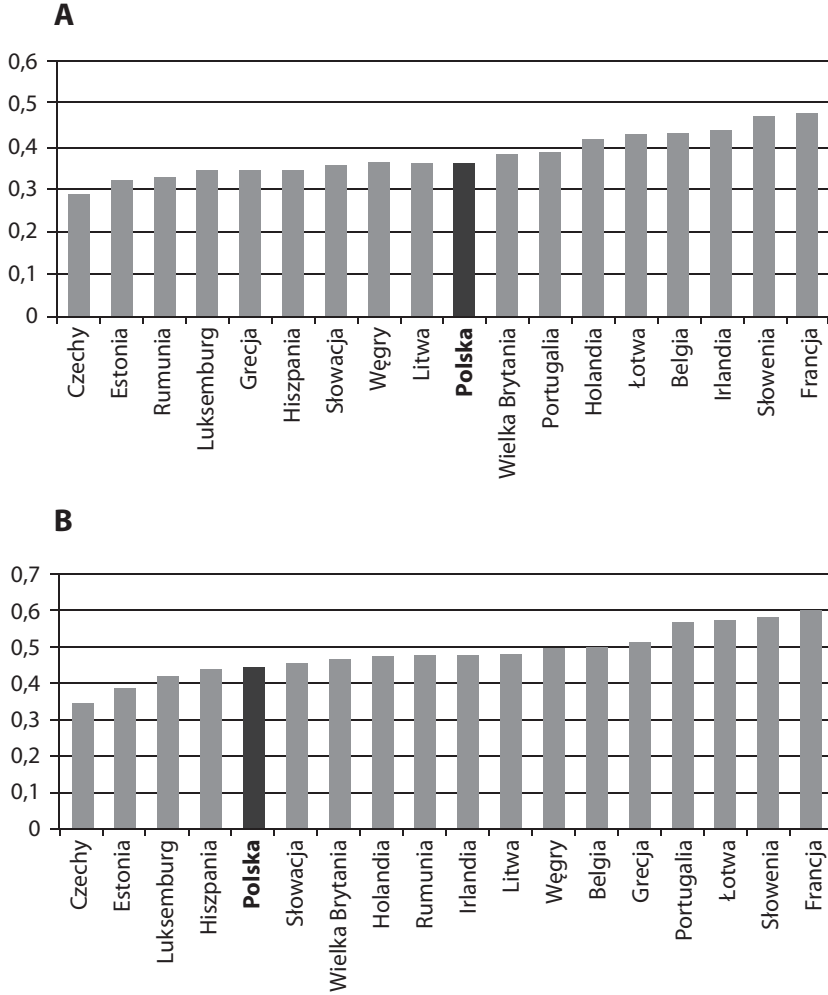 A
0,6
0,5
0,4
0,3
0,2
0,1
0
Czechy
Estonia
Rumunia
Luksemburg
Grecja
Hiszpania
Słowacja
Węgry
Litwa
Polska
Wielka Brytania
Portugalia
Holandia
Łotwa
Belgia
Irlandia
Słowenia
Francja
B
0,7
0,6
0,5
0,4
0,3
0,2
0,1
0
Czechy
Estonia
Luksemburg
Hiszpania
Polska
Słowacja
Wielka Brytania
Holandia
Rumunia
Irlandia
Litwa
Węgry
Belgia
Grecja
Portugalia
Łotwa
Słowenia
Francja